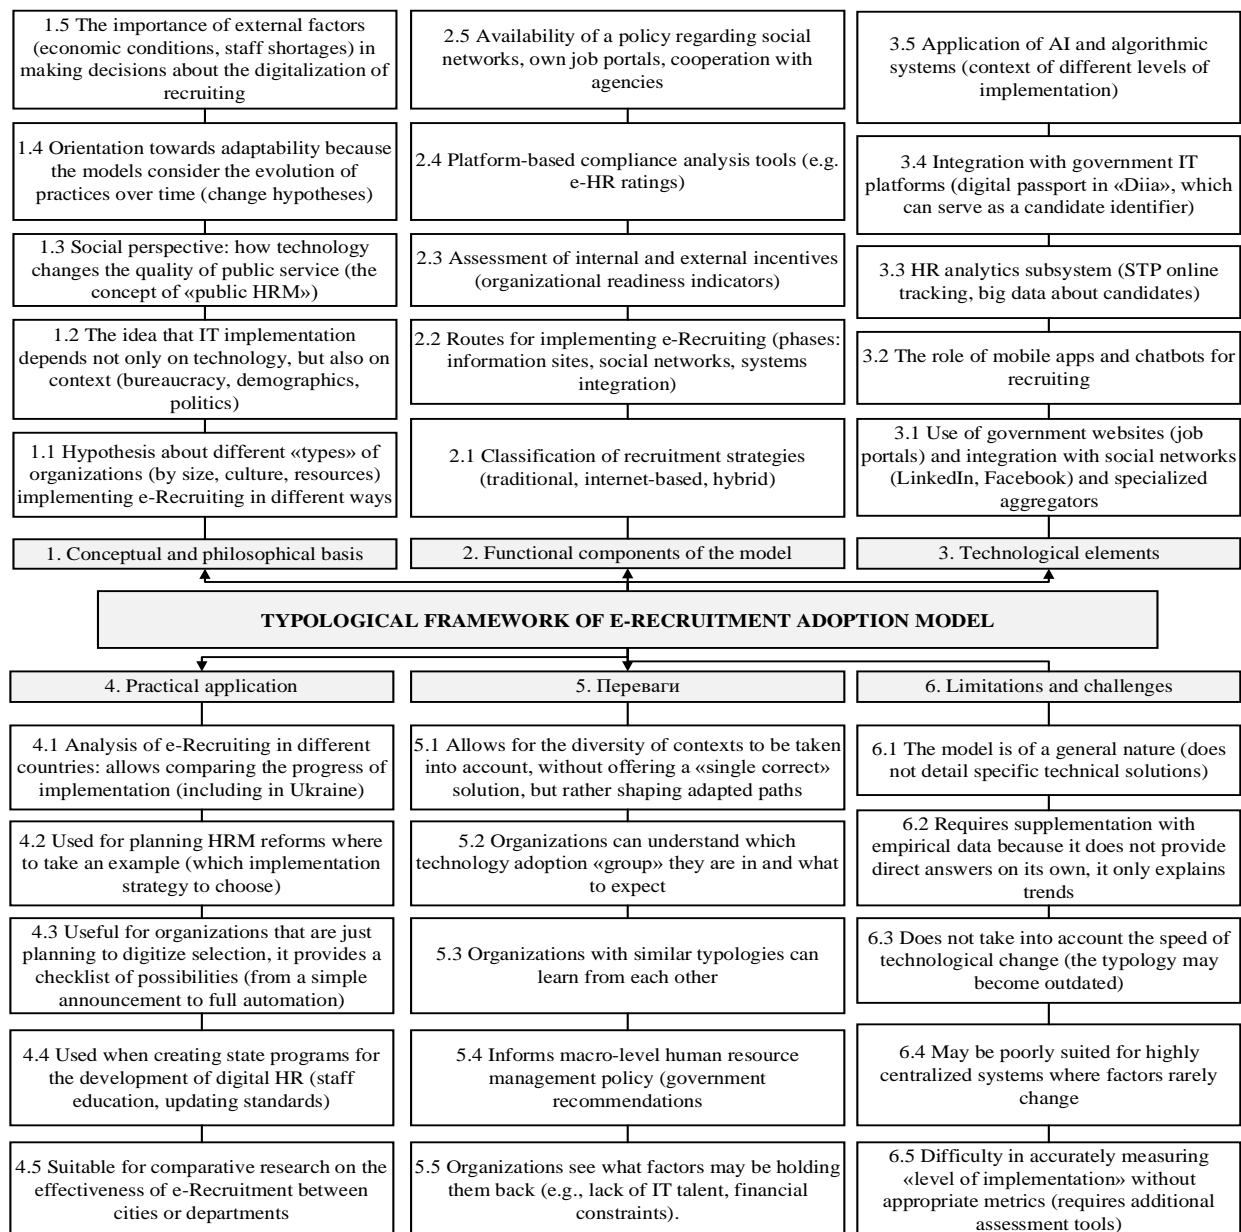 1.5 The importance of external factors
(economic conditions, staff shortages) in
making decisions about the digitalization of
recruiting
1.4 Orientation towards adaptability because
the models consider the evolution of
practices over time (change hypotheses)
1.3 Social perspective: how technology
changes the quality of public service (the
concept of «public HRM»)
1.2 The idea that IT implementation
depends not only on technology, but also on
context (bureaucracy, demographics,
politics)
1.1 Hypothesis about different «types» of
organizations (by size, culture, resources)
implementing e-Recruiting in different ways
1. Conceptual and philosophical basis
2.5 Availability of a policy regarding social
networks, own job portals, cooperation with
agencies
2.4 Platform-based compliance analysis tools (e.g.
e-HR ratings)
2.3 Assessment of internal and external incentives
(organizational readiness indicators)
2.2 Routes for implementing e-Recruiting (phases:
information sites, social networks, systems
integration)
2.1 Classification of recruitment strategies
(traditional, internet-based, hybrid)
2. Functional components of the model
3.5 Application of AI and algorithmic
systems (context of different levels of
implementation)
3.4 Integration with government IT
platforms (digital passport in «Diia», which
can serve as a candidate identifier)
3.3 HR analytics subsystem (STP online
tracking, big data about candidates)
3.2 The role of mobile apps and chatbots for
recruiting
3.1 Use of government websites (job
portals) and integration with social networks
(LinkedIn, Facebook) and specialized
aggregators
3. Technological elements
TYPOLOGICAL FRAMEWORK OF E-RECRUITMENT ADOPTION MODEL
4. Practical application
4.1 Analysis of e-Recruiting in different
countries: allows comparing the progress of
implementation (including in Ukraine)
4.2 Used for planning HRM reforms where
to take an example (which implementation
strategy to choose)
4.3 Useful for organizations that are just
planning to digitize selection, it provides a
checklist of possibilities (from a simple
announcement to full automation)
4.4 Used when creating state programs for
the development of digital HR (staff
education, updating standards)
4.5 Suitable for comparative research on the
effectiveness of e-Recruitment between
cities or departments
5. Переваги
5.1 Allows for the diversity of contexts to be taken
into account, without offering a «single correct»
solution, but rather shaping adapted paths
5.2 Organizations can understand which
technology adoption «group» they are in and what
to expect
5.3 Organizations with similar typologies can
learn from each other
5.4 Informs macro-level human resource
management policy (government
recommendations
5.5 Organizations see what factors may be holding
them back (e.g., lack of IT talent, financial
constraints).
6. Limitations and challenges
6.1 The model is of a general nature (does
not detail specific technical solutions)
6.2 Requires supplementation with
empirical data because it does not provide
direct answers on its own, it only explains
trends
6.3 Does not take into account the speed of
technological change (the typology may
become outdated)
6.4 May be poorly suited for highly
centralized systems where factors rarely
change
6.5 Difficulty in accurately measuring
«level of implementation» without
appropriate metrics (requires additional
assessment tools)